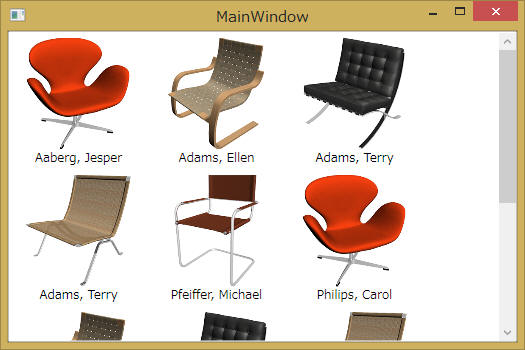 MainWindow
Aaberg, Jesper
Adams, Ellen
Adams, Terry
Adams, Terry
Pfeiffer, Michael
Philips, Carol